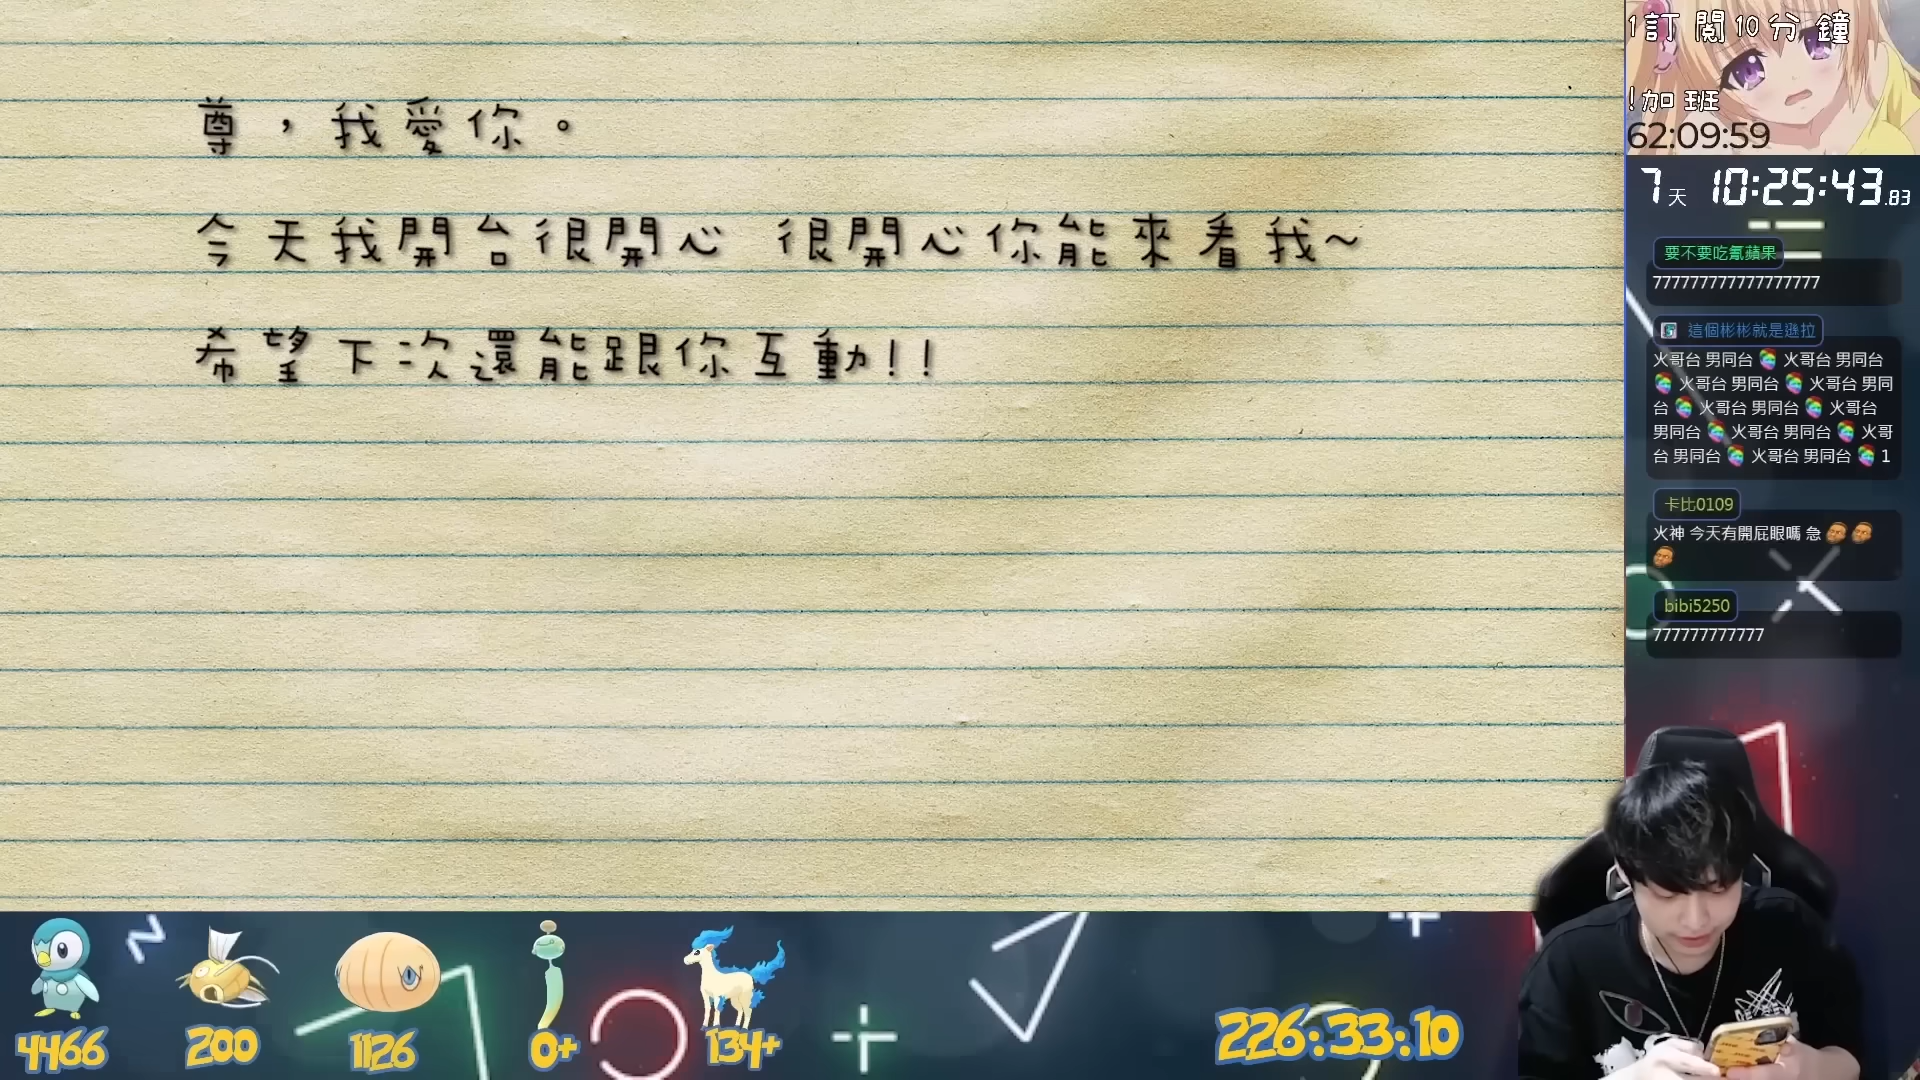 尊，我愛你。
今天我開台很開心 很開心你能來看我~
希望下次還能跟你互動!!
1訂閱10分鐘
!加班
62:09:59
7天 10:25:43.83
要不要吃氰蘋果
777777777777777777
這個彬彬就是遜拉
火哥台 男同台 火哥台 男同台
火哥台 男同台 火哥台 男同
台 火哥台 男同台 火哥台
男同台 火哥台 男同台 火哥
台 男同台 火哥台 男同台 1
卡比0109
火神 今天有開屁眼嗎 急
bibi5250
777777777777
4466
200
1126
0+
134+
226:33:10